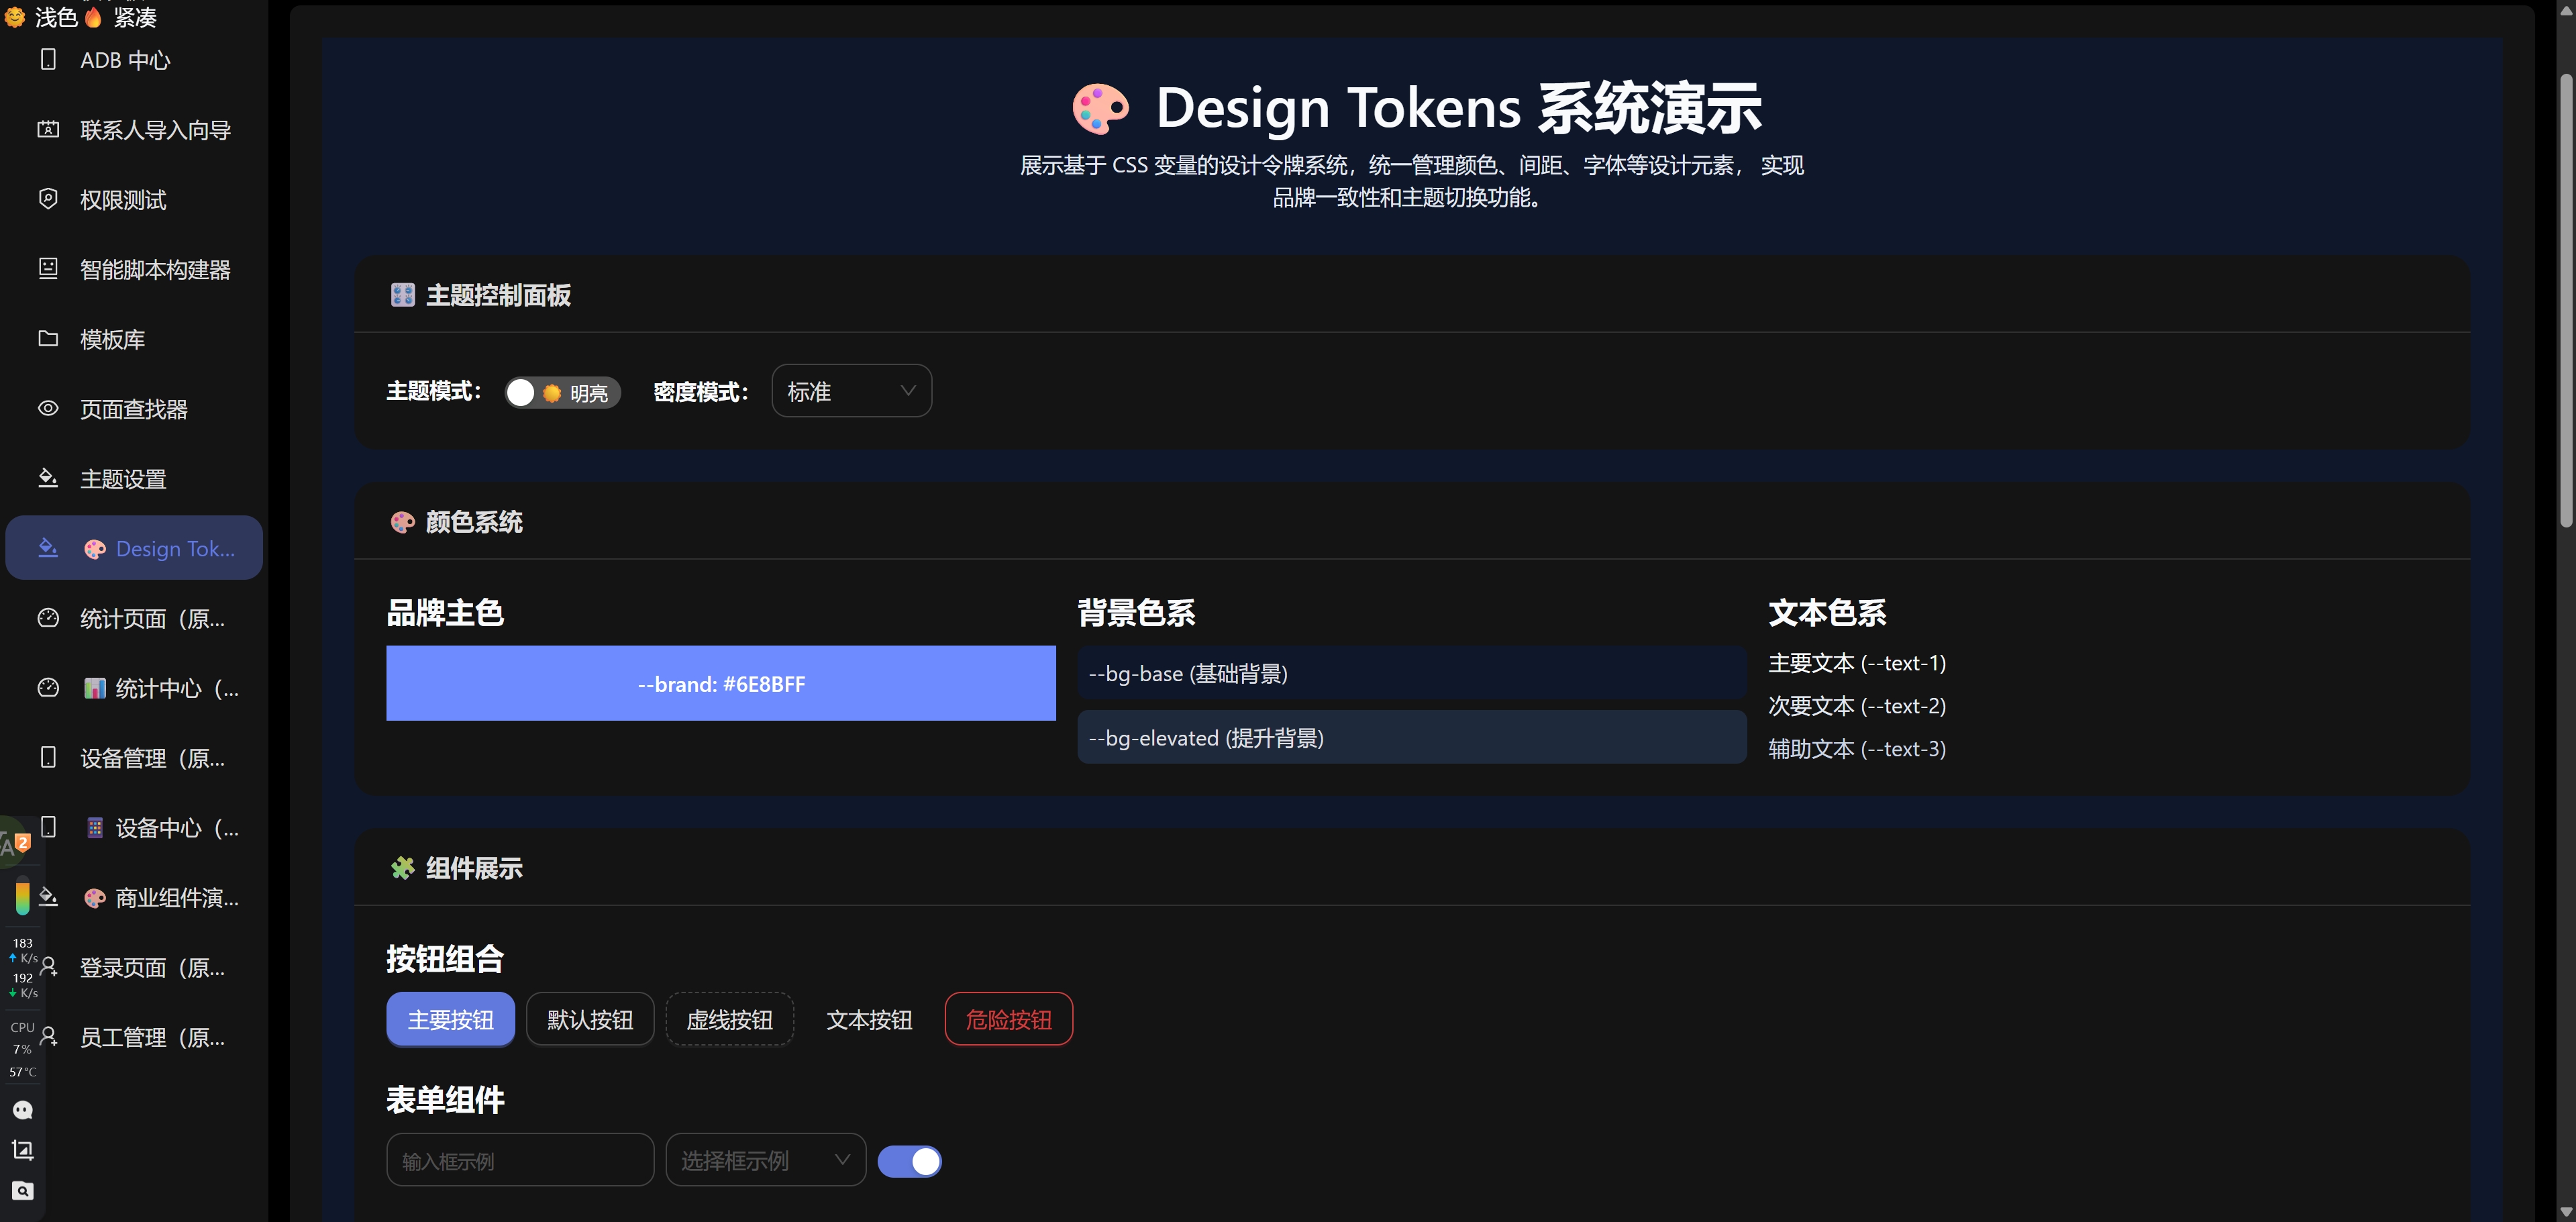 浅色 紧凑
ADB 中心
联系人导入向导
权限测试
智能脚本构建器
模板库
页面查找器
主题设置
Design Tok...
统计页面（原...
统计中心（...
设备管理（原...
设备中心（...
商业组件演...
登录页面（原...
员工管理（原...
2
183
K/s
192
K/s
CPU
7%
57°C
Design Tokens 系统演示
展示基于 CSS 变量的设计令牌系统，统一管理颜色、间距、字体等设计元素， 实现
品牌一致性和主题切换功能。
主题控制面板
主题模式： 明亮 密度模式： 标准
颜色系统
品牌主色
--brand: #6E8BFF
背景色系
--bg-base (基础背景)
--bg-elevated (提升背景)
文本色系
主要文本 (--text-1)
次要文本 (--text-2)
辅助文本 (--text-3)
组件展示
按钮组合
主要按钮 默认按钮 虚线按钮 文本按钮 危险按钮
表单组件
输入框示例 选择框示例